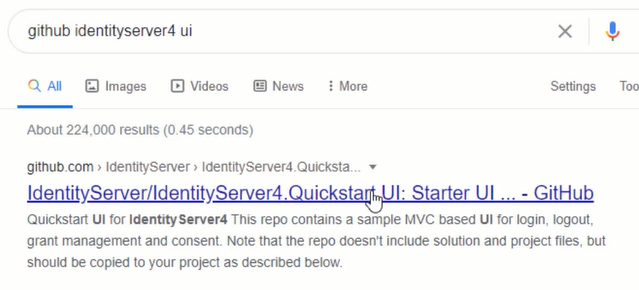 github identityserver4 ui
All Images Videos News More Settings Too
About 224,000 results (0.45 seconds)
github.com › IdentityServer › IdentityServer4.Quicksta...
IdentityServer/IdentityServer4.Quickstart.UI: Starter UI ... - GitHub
Quickstart UI for IdentityServer4 This repo contains a sample MVC based UI for login, logout,
grant management and consent. Note that the repo doesn't include solution and project files, but
should be copied to your project as described below.